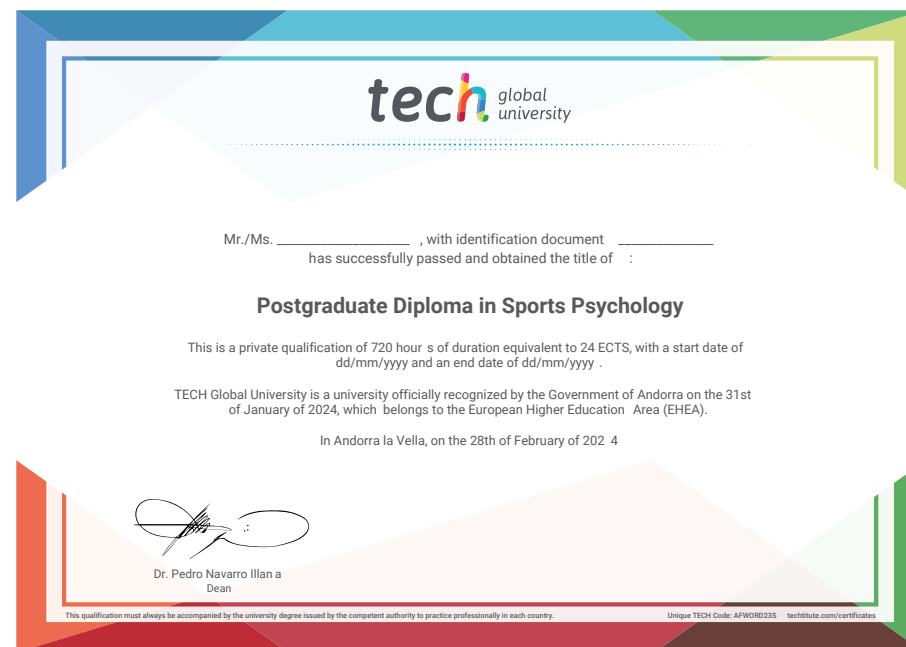 tech global
university
Mr./Ms. _____________________ , with identification document _______________
has successfully passed and obtained the title of :
Postgraduate Diploma in Sports Psychology
This is a private qualification of 720 hour s of duration equivalent to 24 ECTS, with a start date of
dd/mm/yyyy and an end date of dd/mm/yyyy .
TECH Global University is a university officially recognized by the Government of Andorra on the 31st
of January of 2024, which belongs to the European Higher Education Area (EHEA).
In Andorra la Vella, on the 28th of February of 202 4
Dr. Pedro Navarro Illan a
Dean
This qualification must always be accompanied by the university degree issued by the competent authority to practice professionally in each country. Unique TECH Code: AFWORD23S techtitute.com/certificates